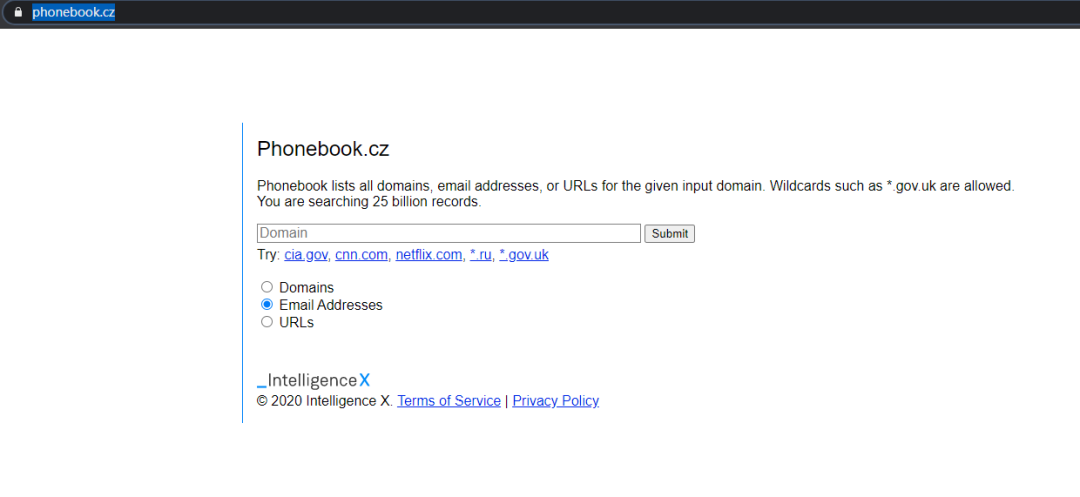 phonebook.cz
Phonebook.cz
Phonebook lists all domains, email addresses, or URLs for the given input domain. Wildcards such as *.gov.uk are allowed.
You are searching 25 billion records.
Domain Submit
Try: cia.gov, cnn.com, netflix.com, *.ru, *.gov.uk
Domains
Email Addresses
URLs
_IntelligenceX
© 2020 Intelligence X. Terms of Service | Privacy Policy